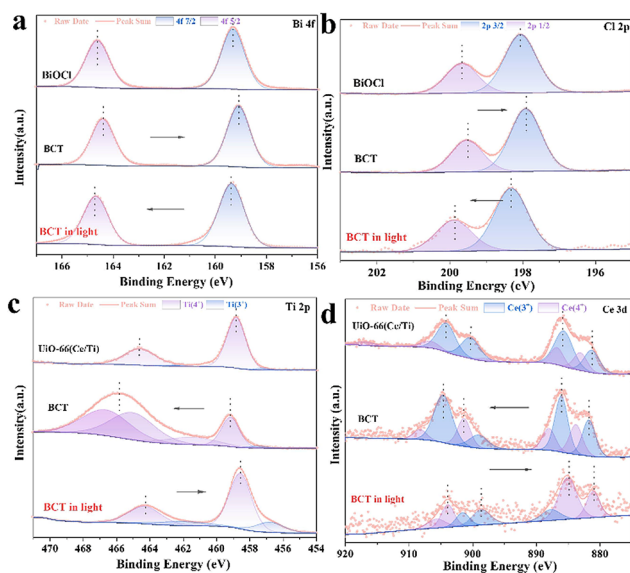 a
Raw Date Peak Sum 4f 7/2 4f 5/2 Bi 4f
BiOCl
BCT
BCT in light
Intensity(a.u.)
166 164 162 160 158 156
Binding Energy (eV)
b
Raw Date Peak Sum 2p 3/2 2p 1/2 Cl 2p
BiOCl
BCT
BCT in light
Intensity(a.u.)
202 200 198 196
Binding Energy (eV)
c
Raw Date Peak Sum Ti(4+) Ti(3+) Ti 2p
UiO-66(Ce/Ti)
BCT
BCT in light
Intensity(a.u.)
470 468 466 464 462 460 458 456 454
Binding Energy (eV)
d
Raw Date Peak Sum Ce(3+) Ce(4+) Ce 3d
UiO-66(Ce/Ti)
BCT
BCT in light
Intensity(a.u.)
920 910 900 890 880
Binding Energy (eV)